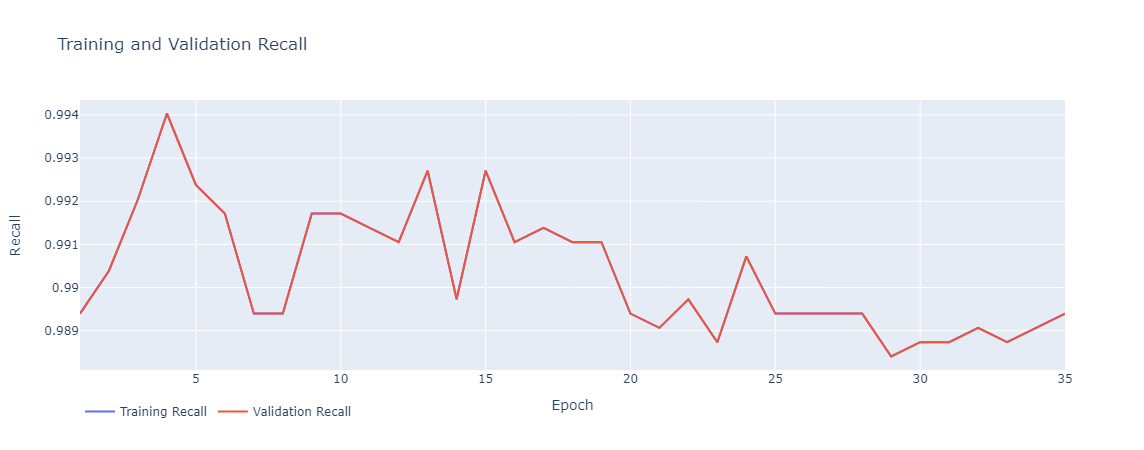 Training and Validation Recall
0.994
0.993
0.992
0.991
0.99
0.989
Recall
5 10 15 20 25 30 35
Epoch
Training Recall Validation Recall